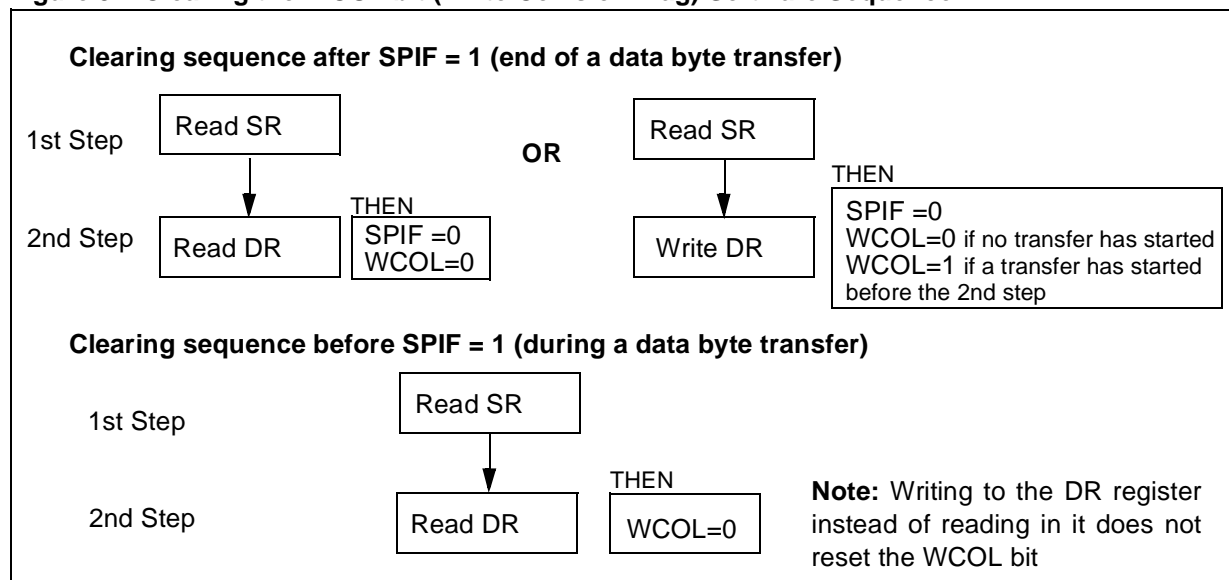 Clearing sequence after SPIF = 1 (end of a data byte transfer)
1st Step
Read SR
OR
Read SR
THEN
2nd Step
Read DR
THEN
SPIF =0
WCOL=0
Write DR
SPIF =0
WCOL=0 if no transfer has started
WCOL=1 if a transfer has started
before the 2nd step
Clearing sequence before SPIF = 1 (during a data byte transfer)
1st Step
Read SR
2nd Step
Read DR
THEN
WCOL=0
Note: Writing to the DR register
instead of reading in it does not
reset the WCOL bit